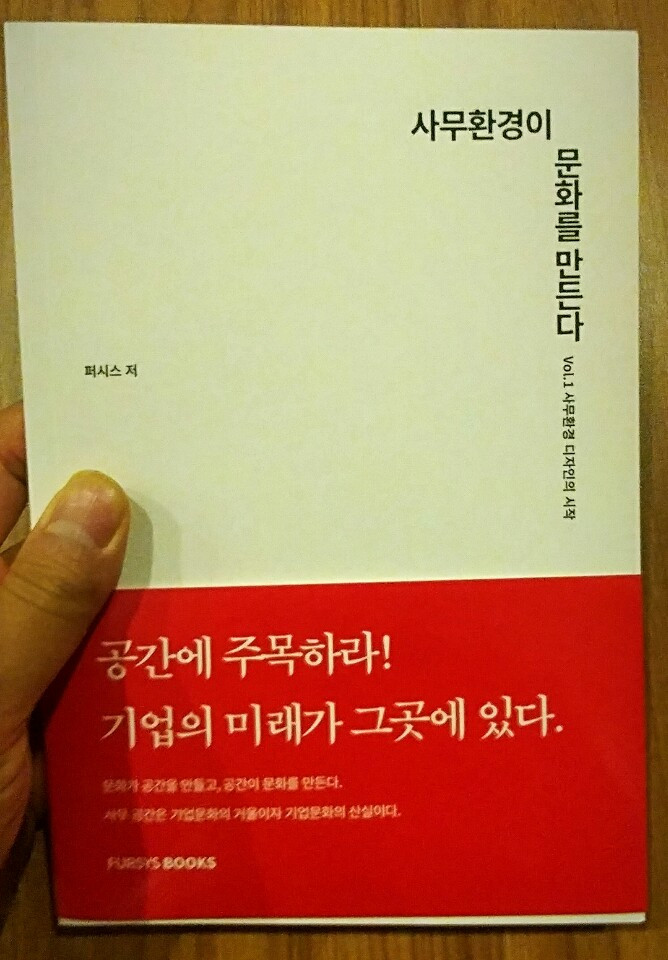 사무환경이
문화를 만든다
Vol.1 사무환경 디자인의 시작
퍼시스 저
공간에 주목하라!
기업의 미래가 그곳에 있다.
문화가 공간을 만들고, 공간이 문화를 만든다.
사무 공간은 기업문화의 거울이자 기업문화의 산실이다.
FURSYS BOOKS